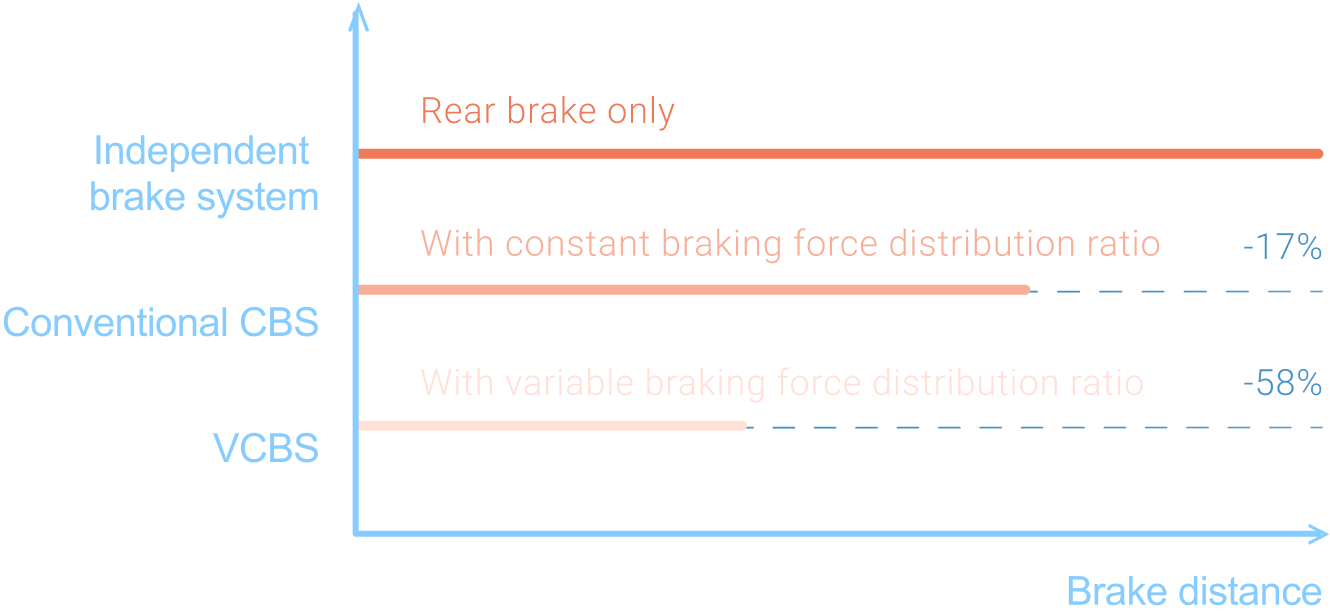 Rear brake only
Independent
brake system
With constant braking force distribution ratio -17%
Conventional CBS
With variable braking force distribution ratio -58%
VCBS
Brake distance